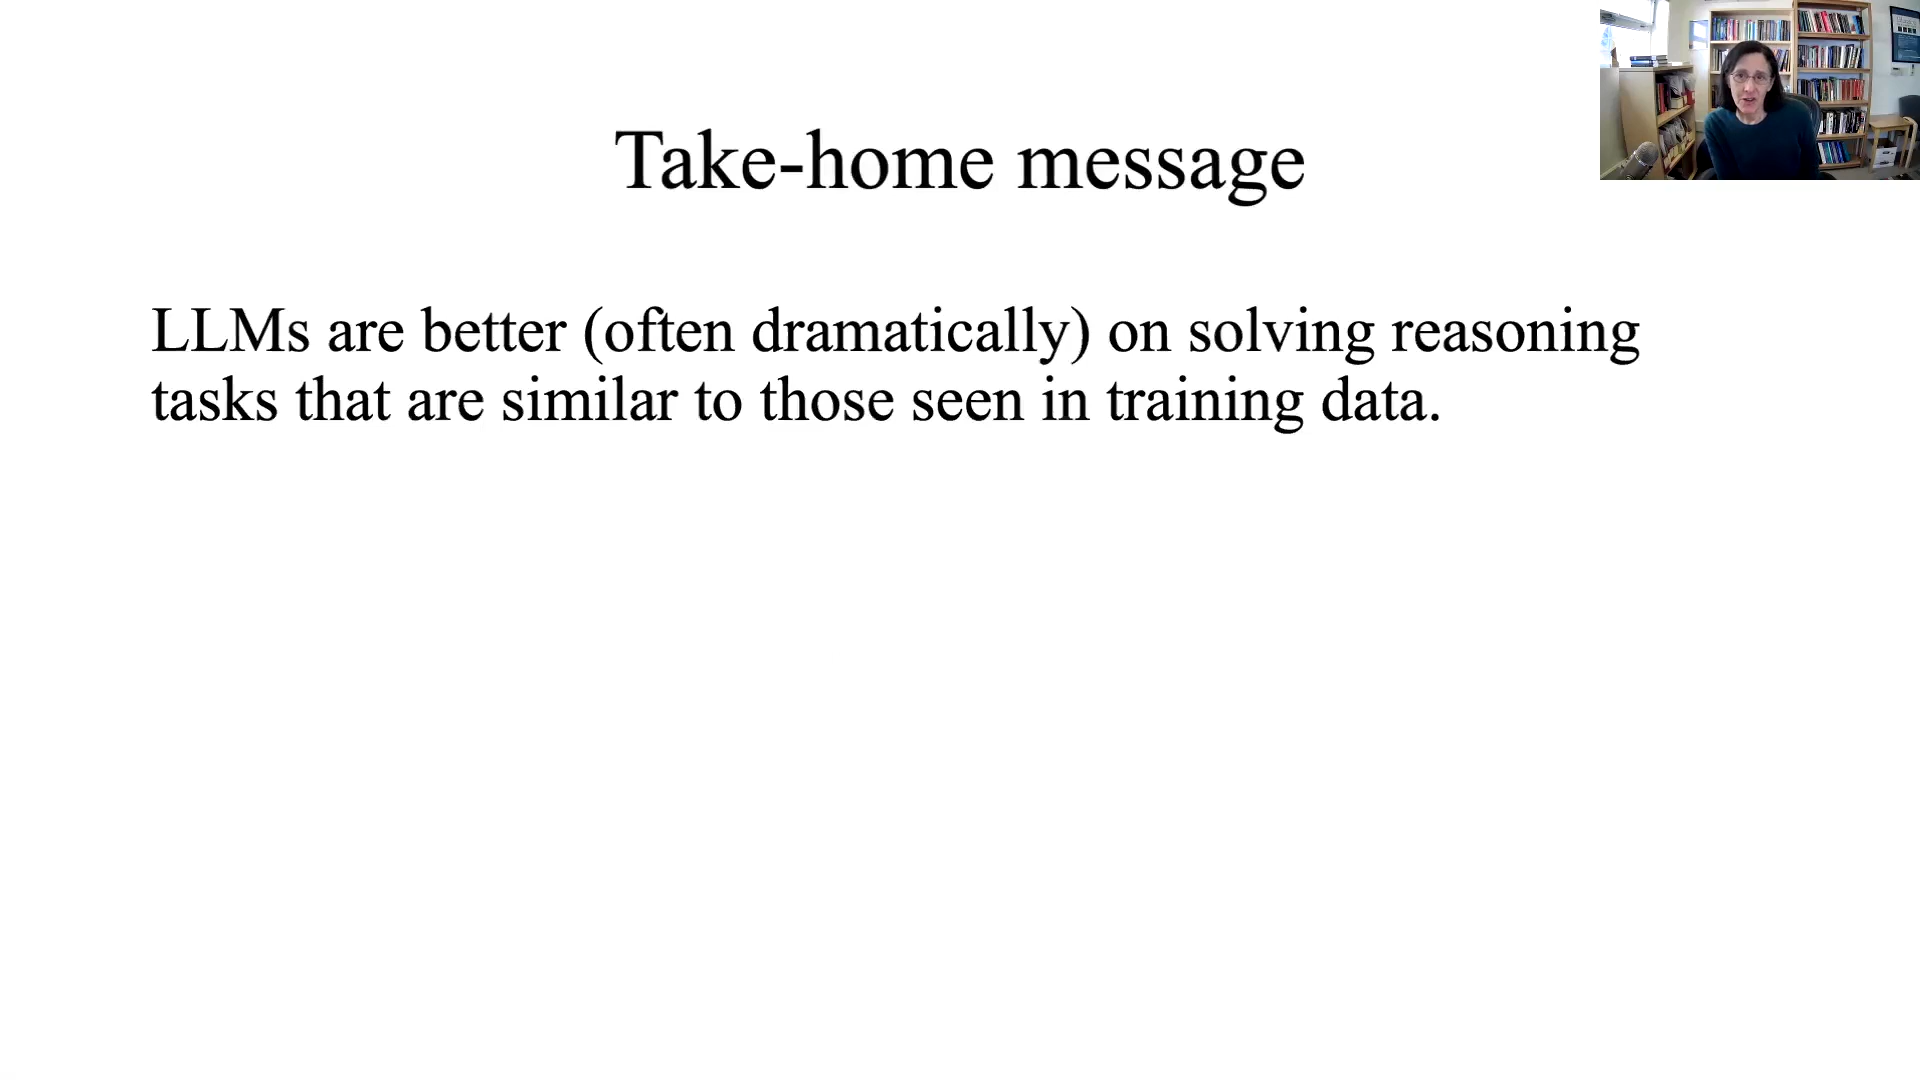 Take-home message
LLMs are better (often dramatically) on solving reasoning
tasks that are similar to those seen in training data.